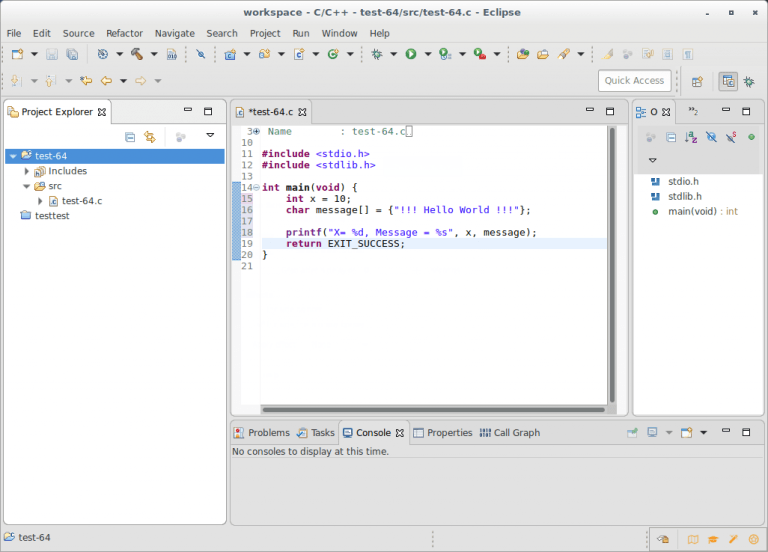 workspace - C/C++ - test-64/src/test-64.c - Eclipse
File Edit Source Refactor Navigate Search Project Run Window Help
010
Quick Access
Project Explorer
test-64
Includes
src
test-64.c
testtest
*test-64.c
3 Name : test-64.c
10
11 #include <stdio.h>
12 #include <stdlib.h>
13
14 int main(void) {
15 int x = 10;
16 char message[] = {"!!! Hello World !!!"};
17
18 printf("X= %d, Message = %s", x, message);
19 return EXIT_SUCCESS;
20 }
21
O
»2
stdio.h
stdlib.h
main(void) : int
Problems Tasks Console Properties Call Graph
No consoles to display at this time.
test-64